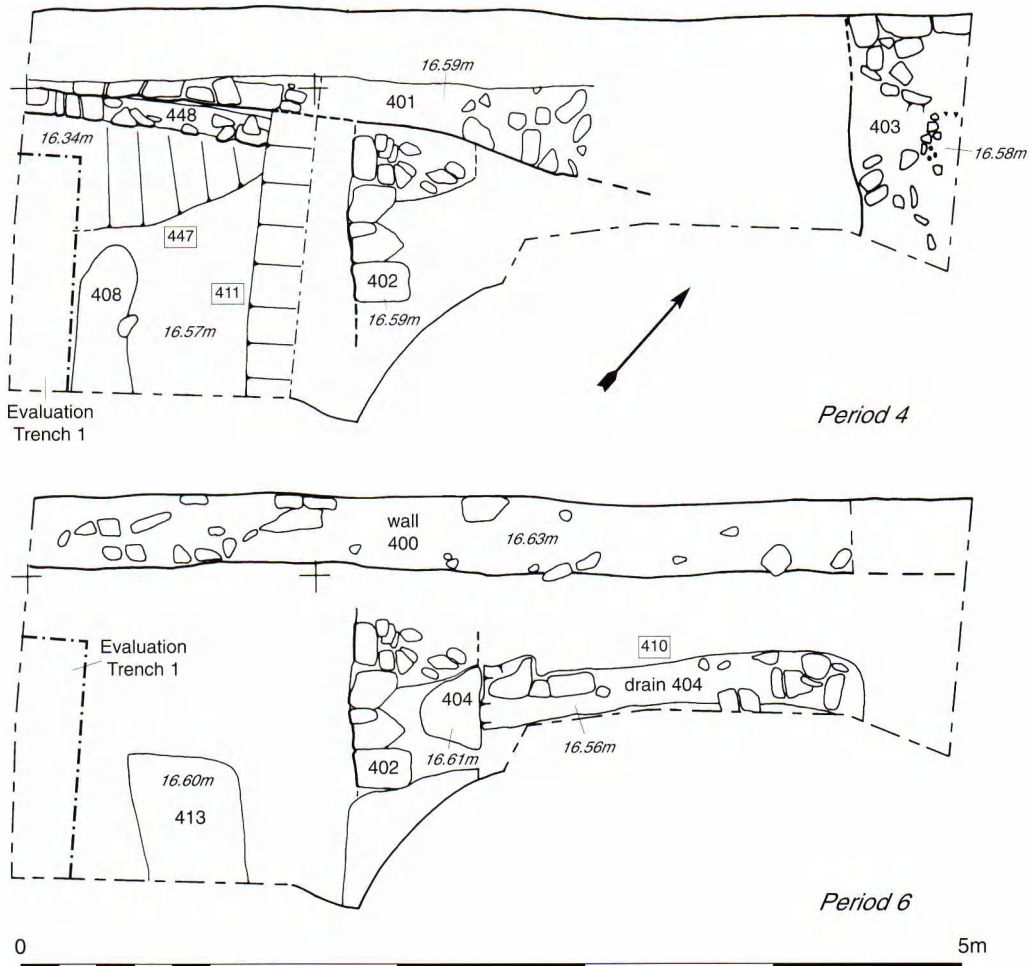 16.59m
401
448
403
16.34m
16.58m
447
408
402
411
16.59m
16.57m
Evaluation
Trench 1
Period 4
wall
400
16.63m
Evaluation
Trench 1
410
404
drain 404
16.61m
16.56m
402
16.60m
413
Period 6
0
5m